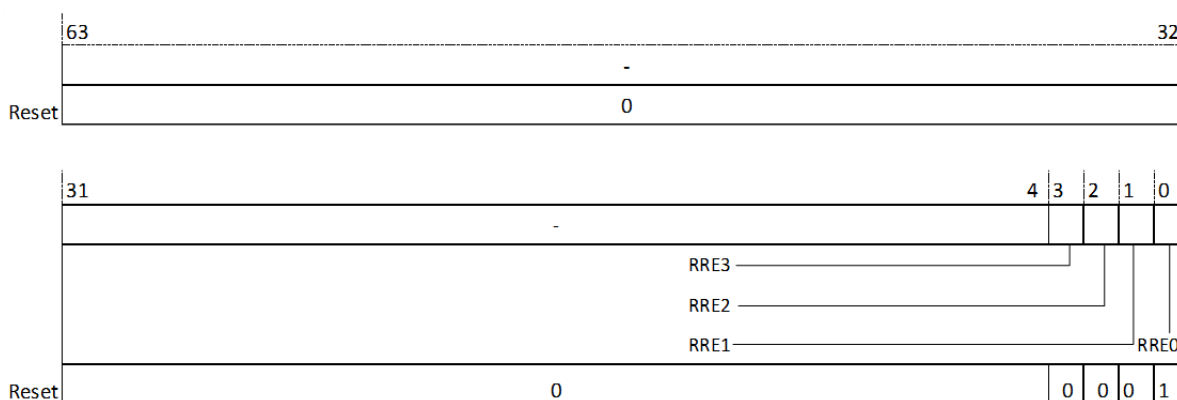 63 32
-
Reset 0
31 4 3 2 1 0
-
RRE3
RRE2
RRE1 RRE0
Reset 0 0 0 0 1